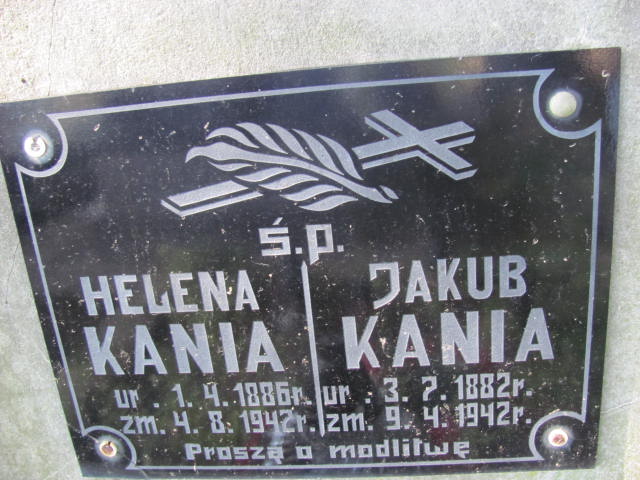 ś.p.
HELENA
KANIA
ur. 1. 4. 1886r.
zm. 4. 8. 1942r.
JAKUB
KANIA
ur. 3. 7. 1882r.
zm. 9. 4. 1942r.
Proszą o modlitwę